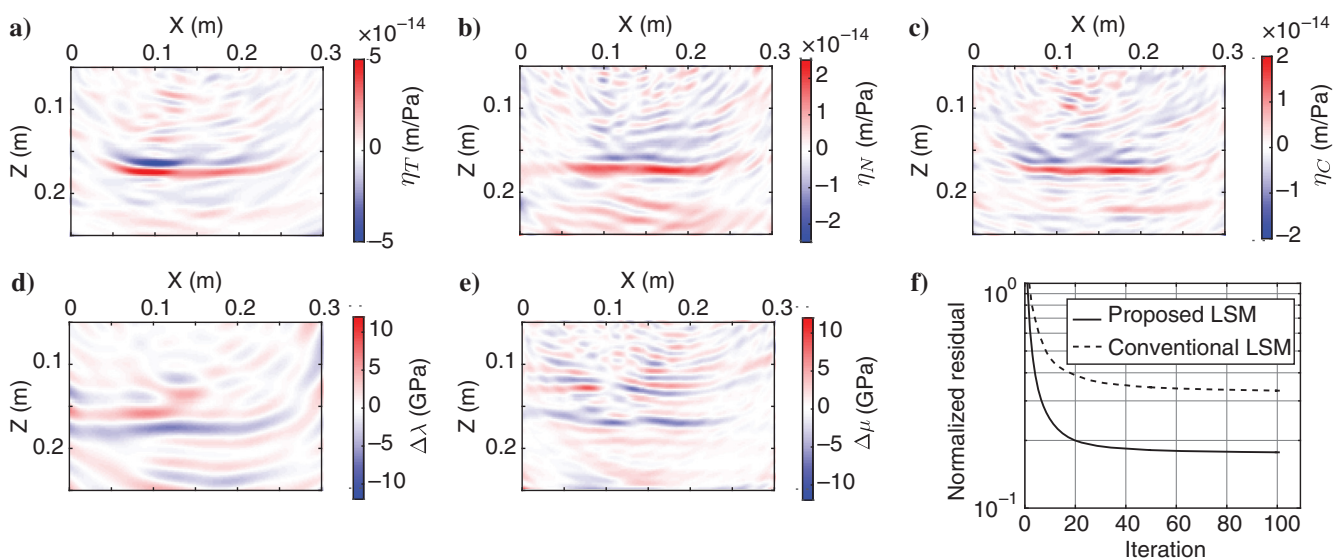 a)
X (m)
0 0.1 0.2 0.3
Z (m)
0.1
0.2
×10⁻¹⁴
5
0
−5
η_T (m/Pa)
b)
X (m)
0 0.1 0.2 0.3
Z (m)
0.1
0.2
×10⁻¹⁴
2
1
0
−1
−2
η_N (m/Pa)
c)
X (m)
0 0.1 0.2 0.3
Z (m)
0.1
0.2
×10⁻¹⁴
2
1
0
−1
−2
η_C (m/Pa)
d)
X (m)
0 0.1 0.2 0.3
Z (m)
0.1
0.2
10
5
0
−5
−10
Δλ (GPa)
e)
X (m)
0 0.1 0.2 0.3
Z (m)
0.1
0.2
10
5
0
−5
−10
Δμ (GPa)
f)
Normalized residual
10⁰
10⁻¹
Proposed LSM
Conventional LSM
0 20 40 60 80 100
Iteration